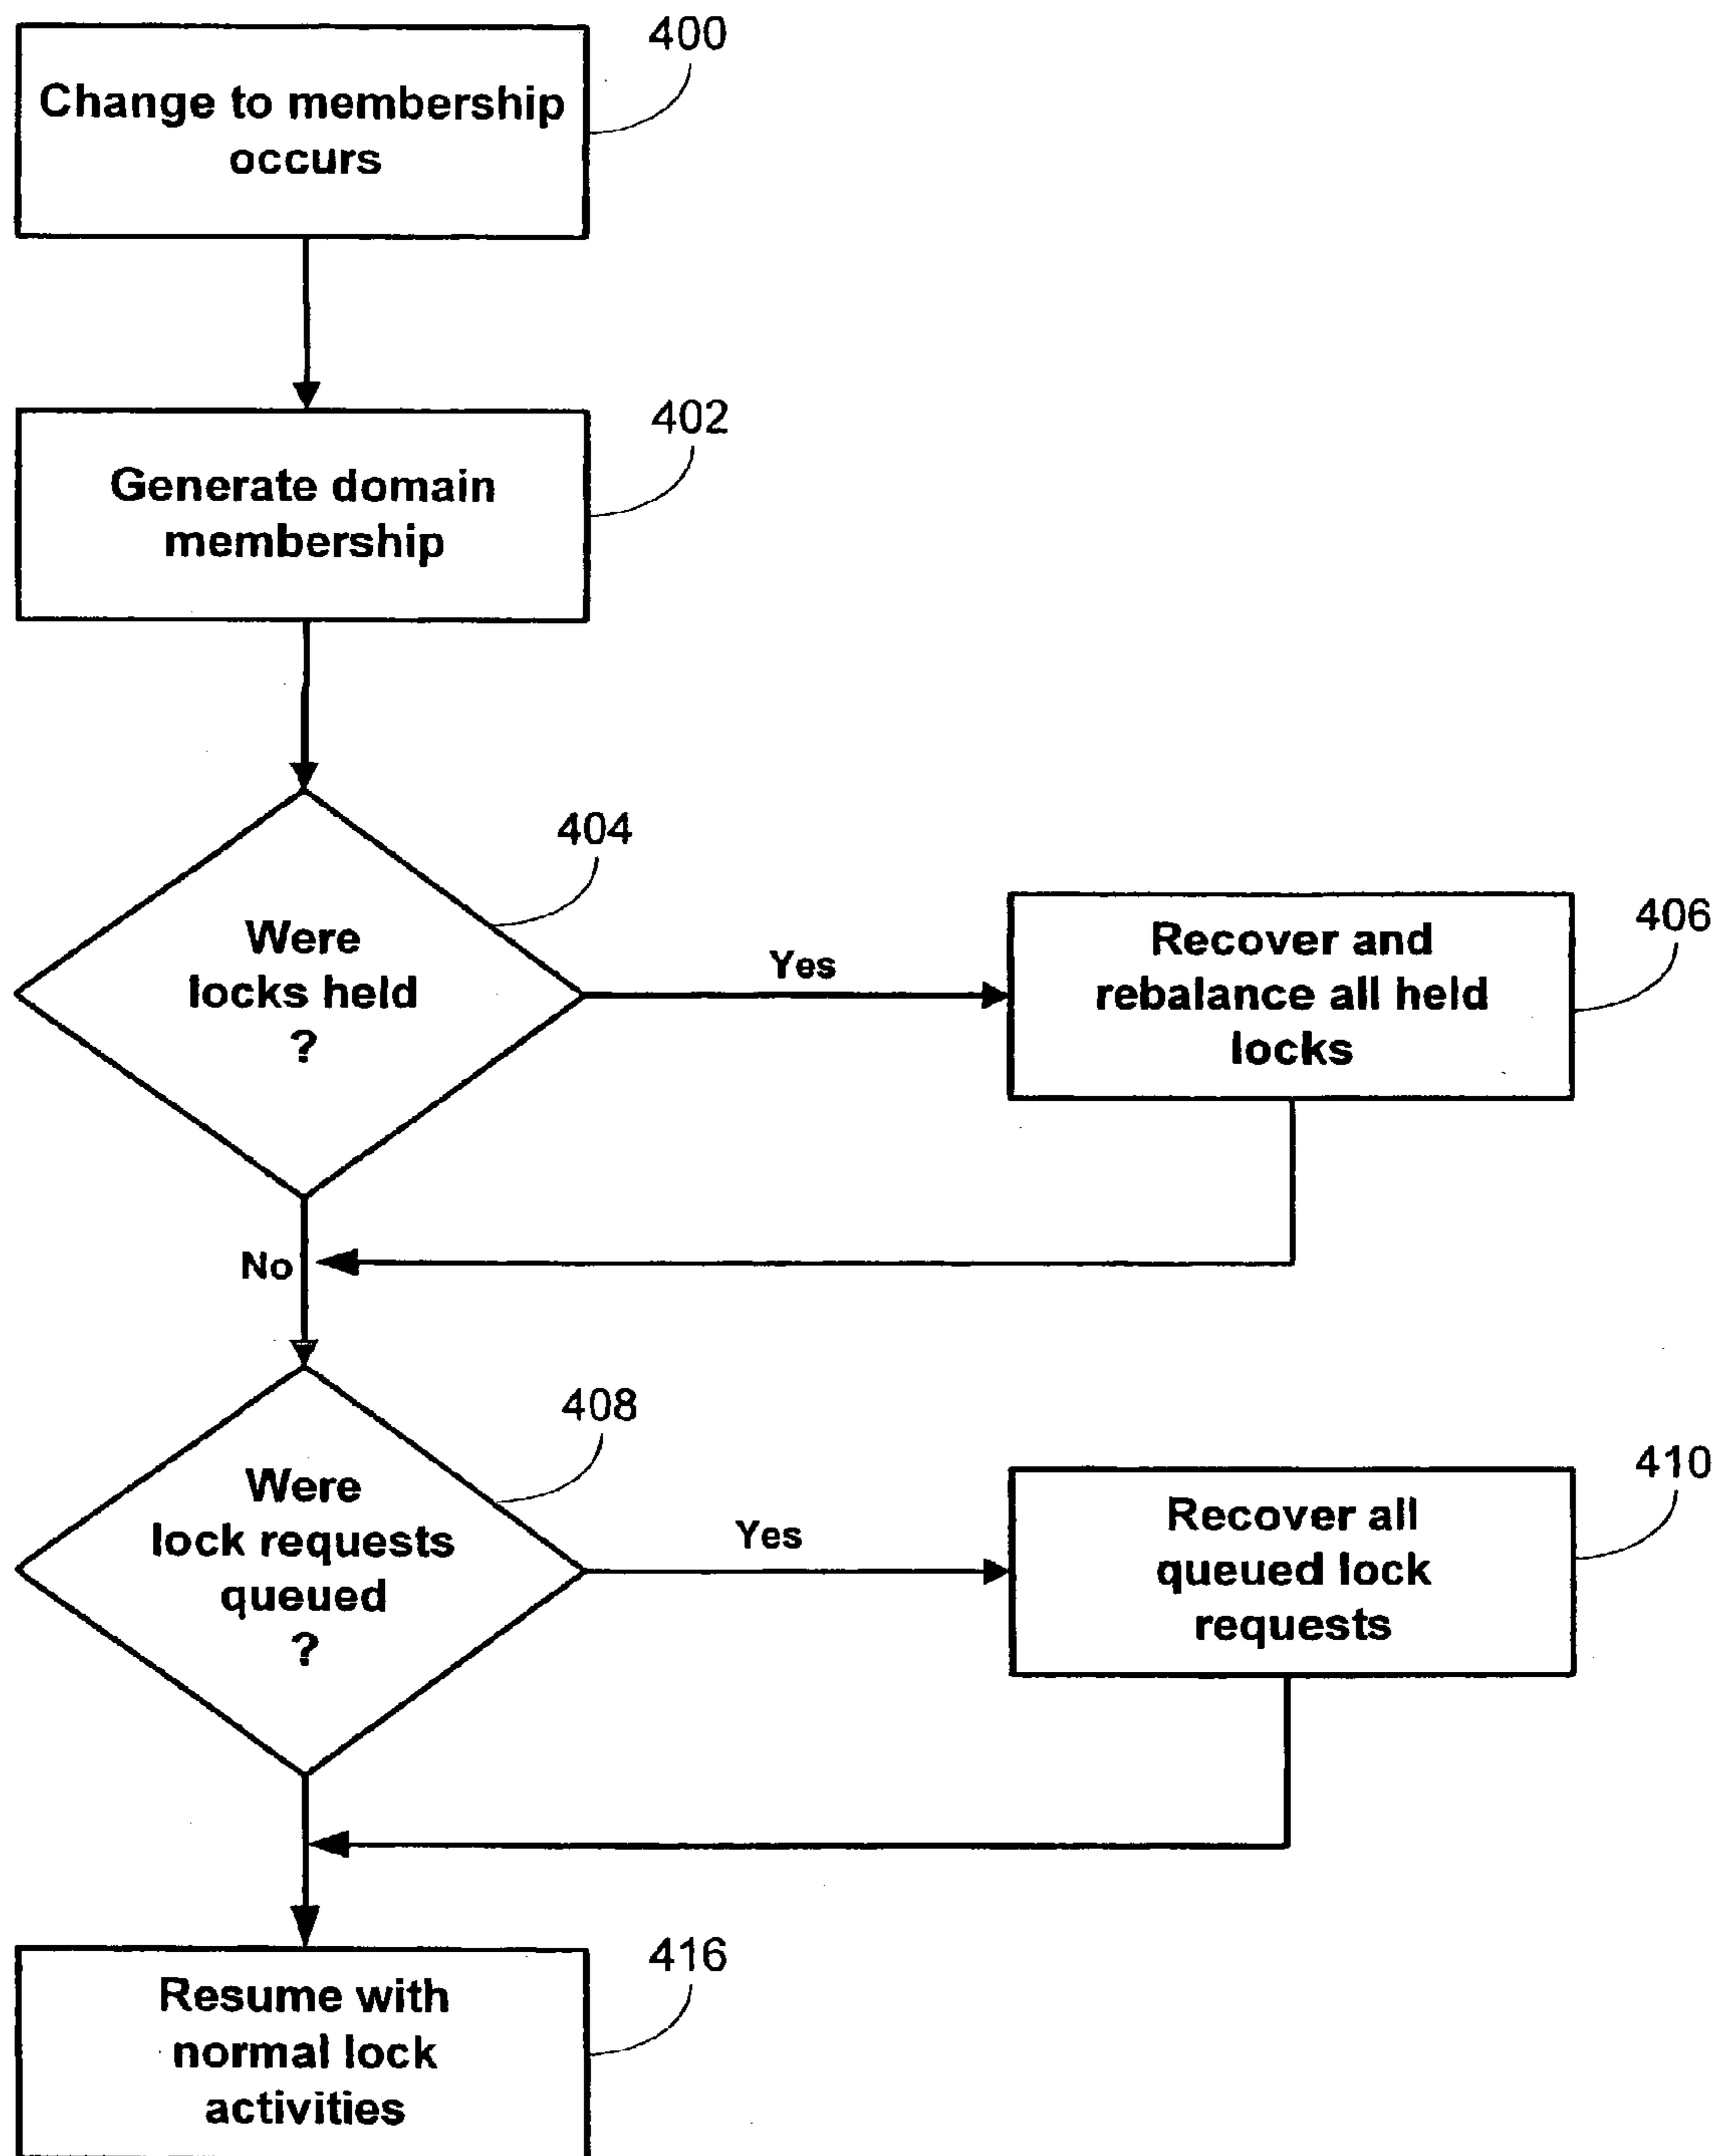 400
Change to membership
occurs
402
Generate domain
membership
404
Were
locks held
?
Yes
406
Recover and
rebalance all held
locks
No
408
Were
lock requests
queued
?
Yes
410
Recover all
queued lock
requests
416
Resume with
normal lock
activities